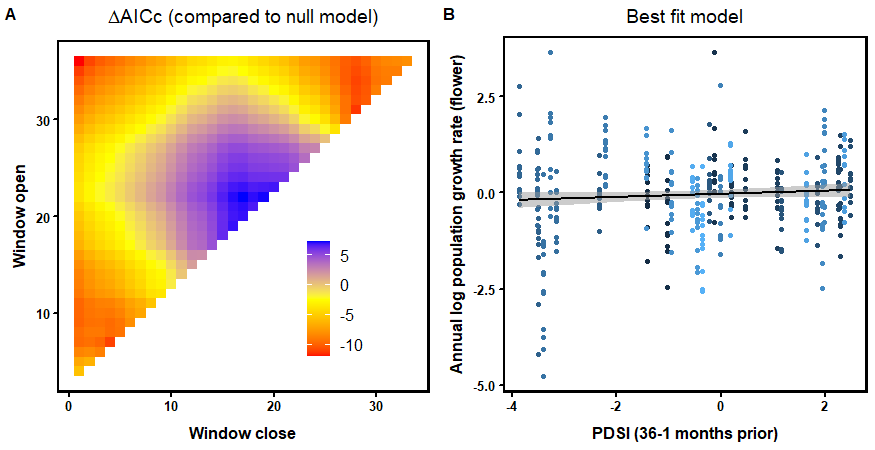 A
ΔAICc (compared to null model)
Window open
30
20
10
5
0
-5
-10
0
10
20
30
Window close
B
Best fit model
Annual log population growth rate (flower)
2.5
0.0
-2.5
-5.0
-4
-2
0
2
PDSI (36-1 months prior)